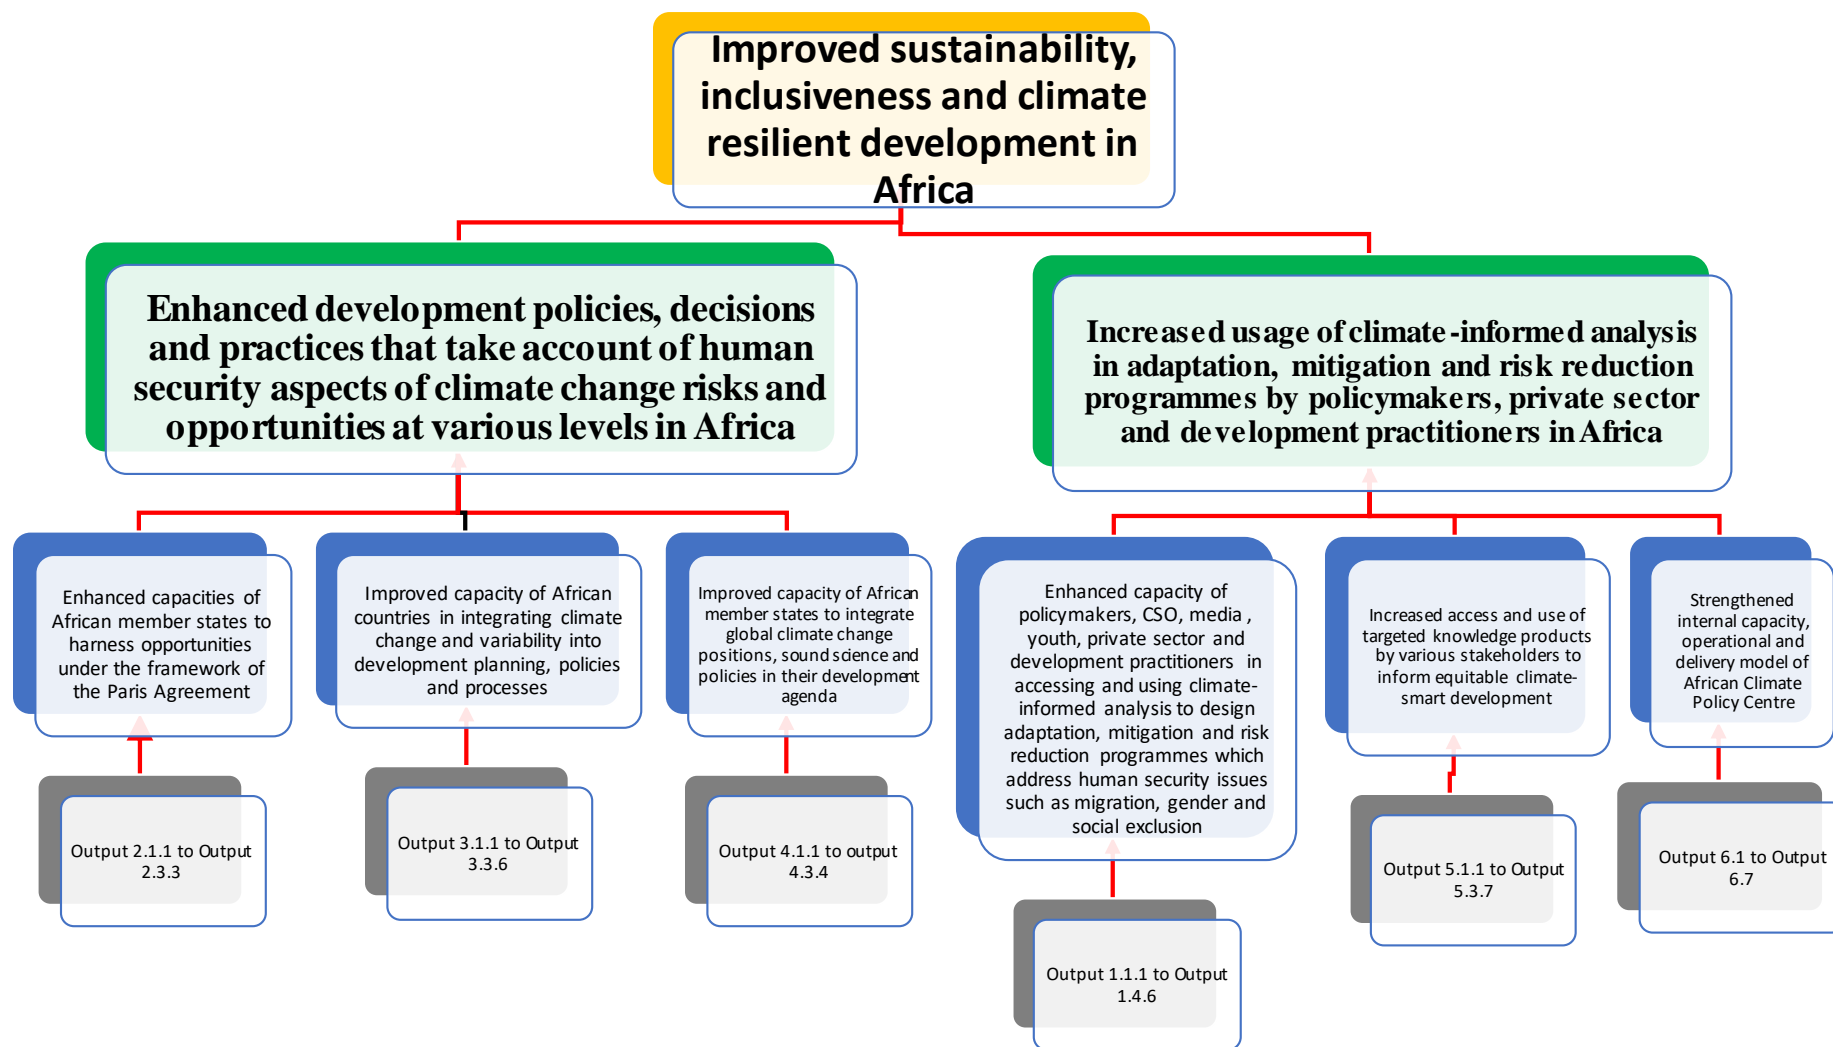 Improved sustainability,
inclusiveness and climate
resilient development in
Africa
Enhanced development policies, decisions
and practices that take account of human
security aspects of climate change risks and
opportunities at various levels in Africa
Increased usage of climate-informed analysis
in adaptation, mitigation and risk reduction
programmes by policymakers, private sector
and development practitioners in Africa
Enhanced capacities of
African member states to
harness opportunities
under the framework of
the Paris Agreement
Improved capacity of African
countries in integrating climate
change and variability into
development planning, policies
and processes
Improved capacity of African
member states to integrate
global climate change
positions, sound science and
policies in their development
agenda
Enhanced capacity of
policymakers, CSO, media ,
youth, private sector and
development practitioners in
accessing and using climate-
informed analysis to design
adaptation, mitigation and risk
reduction programmes which
address human security issues
such as migration, gender and
social exclusion
Increased access and use of
targeted knowledge products
by various stakeholders to
inform equitable climate-
smart development
Strengthened
internal capacity,
operational and
delivery model of
African Climate
Policy Centre
Output 2.1.1 to Output
2.3.3
Output 3.1.1 to Output
3.3.6
Output 4.1.1 to output
4.3.4
Output 1.1.1 to Output
1.4.6
Output 5.1.1 to Output
5.3.7
Output 6.1 to Output
6.7